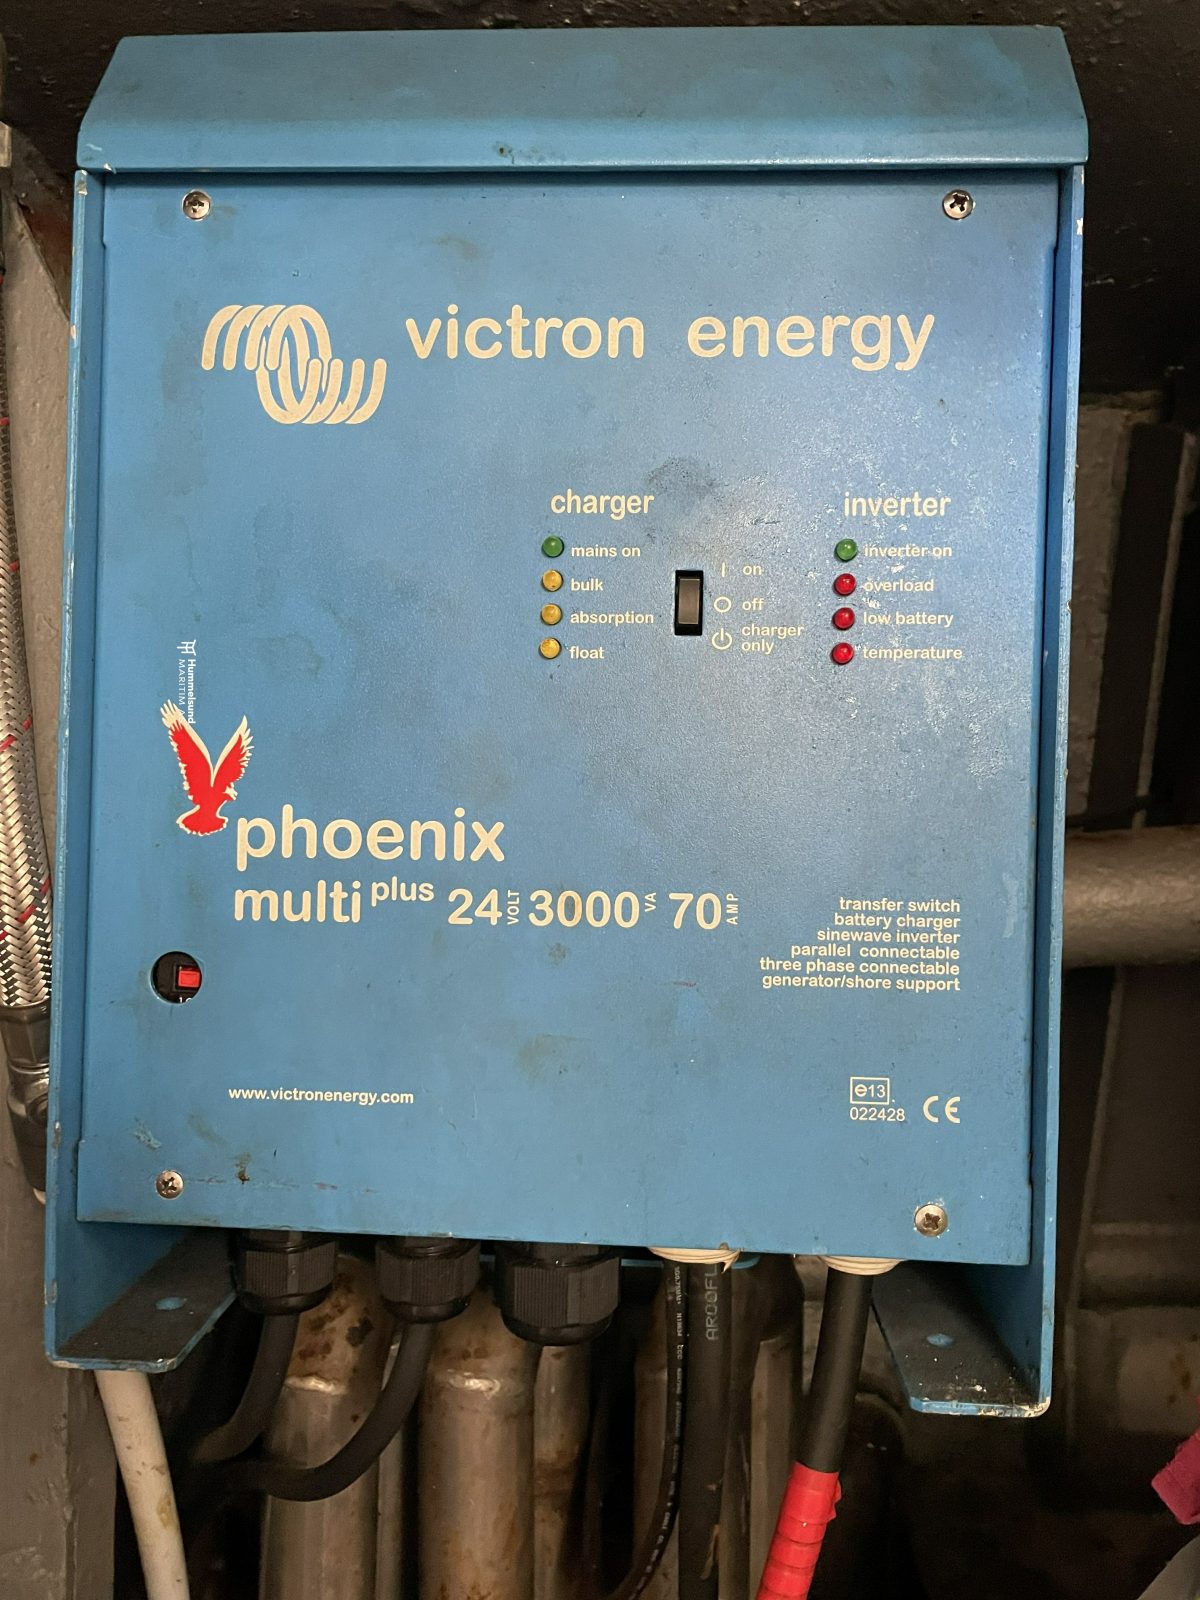 victron energy
charger
mains on
bulk
absorption
float
on
off
charger
only
inverter
inverter on
overload
low battery
temperature
Hummelsund
MARITIM
phoenix
multi plus 24 VOLT 3000 VA 70 AMP
transfer switch
battery charger
sinewave inverter
parallel connectable
three phase connectable
generator/shore support
www.victronenergy.com
e13
022428
CE